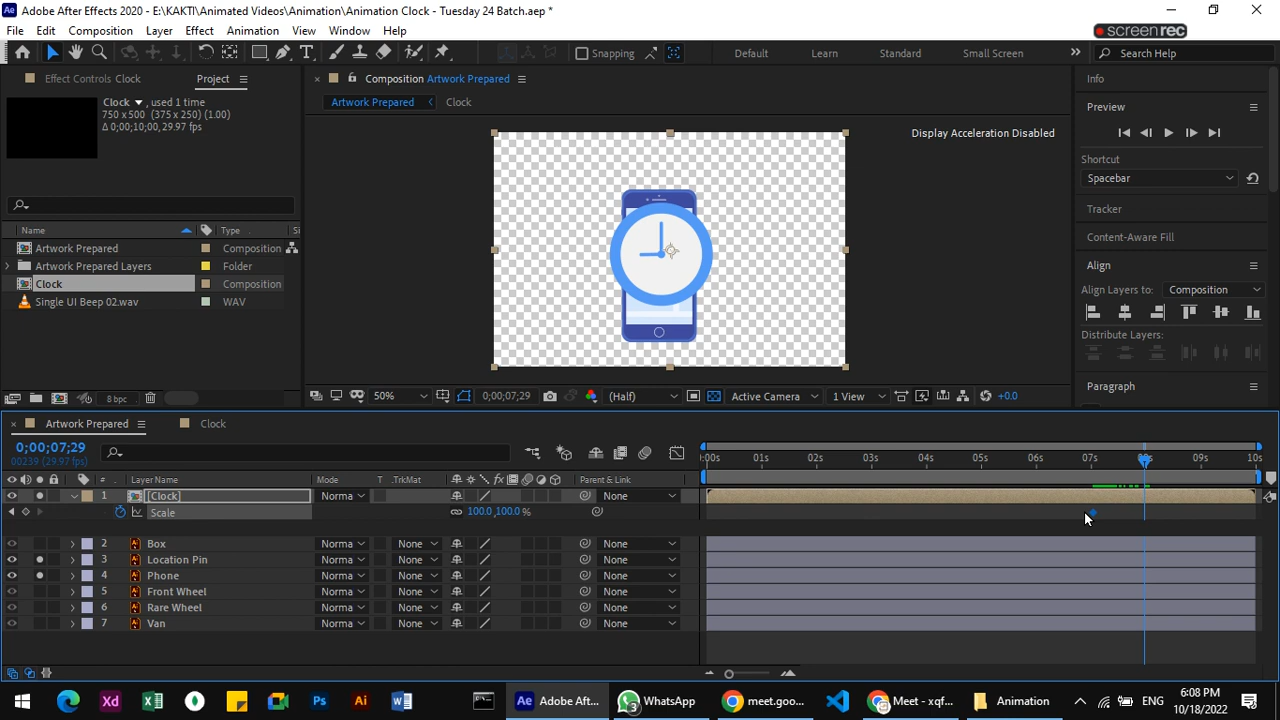 Adobe After Effects 2020 - E:\KAKTI\Animated Videos\Animation\Animation Clock - Tuesday 24 Batch.aep *
File Edit Composition Layer Effect Animation View Window Help
screenrec
Snapping Default Learn Standard Small Screen Search Help
Effect Controls Clock Project
Composition Artwork Prepared
Artwork Prepared Clock
Clock , used 1 time
750 x 500 (375 x 250) (1.00)
Δ 0;00;10;00, 29.97 fps
Display Acceleration Disabled
Name Type Si
Artwork Prepared Composition
Artwork Prepared Layers Folder
Clock Composition
Single UI Beep 02.wav WAV
8 bpc
50% 0;00;07;29 (Half) Active Camera 1 View +0.0
Info
Preview
Shortcut
Spacebar
Tracker
Content-Aware Fill
Align
Align Layers to: Composition
Distribute Layers:
Paragraph
Artwork Prepared Clock
0;00;07;29
00239 (29.97 fps)
:00s 01s 02s 03s 04s 05s 06s 07s 08s 09s 10s
# Layer Name Mode T .TrkMat Parent & Link
1 [Clock] Norma None
Scale 100.0,100.0 %
2 Box Norma None None
3 Location Pin Norma None None
4 Phone Norma None None
5 Front Wheel Norma None None
6 Rare Wheel Norma None None
7 Van Norma None None
Xd Ps Ai Ae Adobe Afte... 3 WhatsApp meet.goo... Meet - xqf... Animation ENG 6:08 PM
10/18/2022